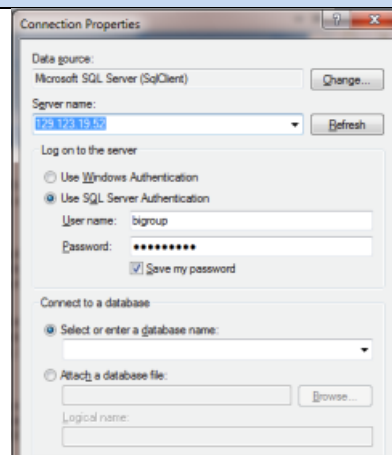 Connection Properties
Data source:
Microsoft SQL Server (SqlClient)
Change...
Server name:
129.123.19.52
Refresh
Log on to the server
Use Windows Authentication
Use SQL Server Authentication
User name: bigroup
Password: •••••••••
Save my password
Connect to a database
Select or enter a database name:
Attach a database file:
Browse...
Logical name: